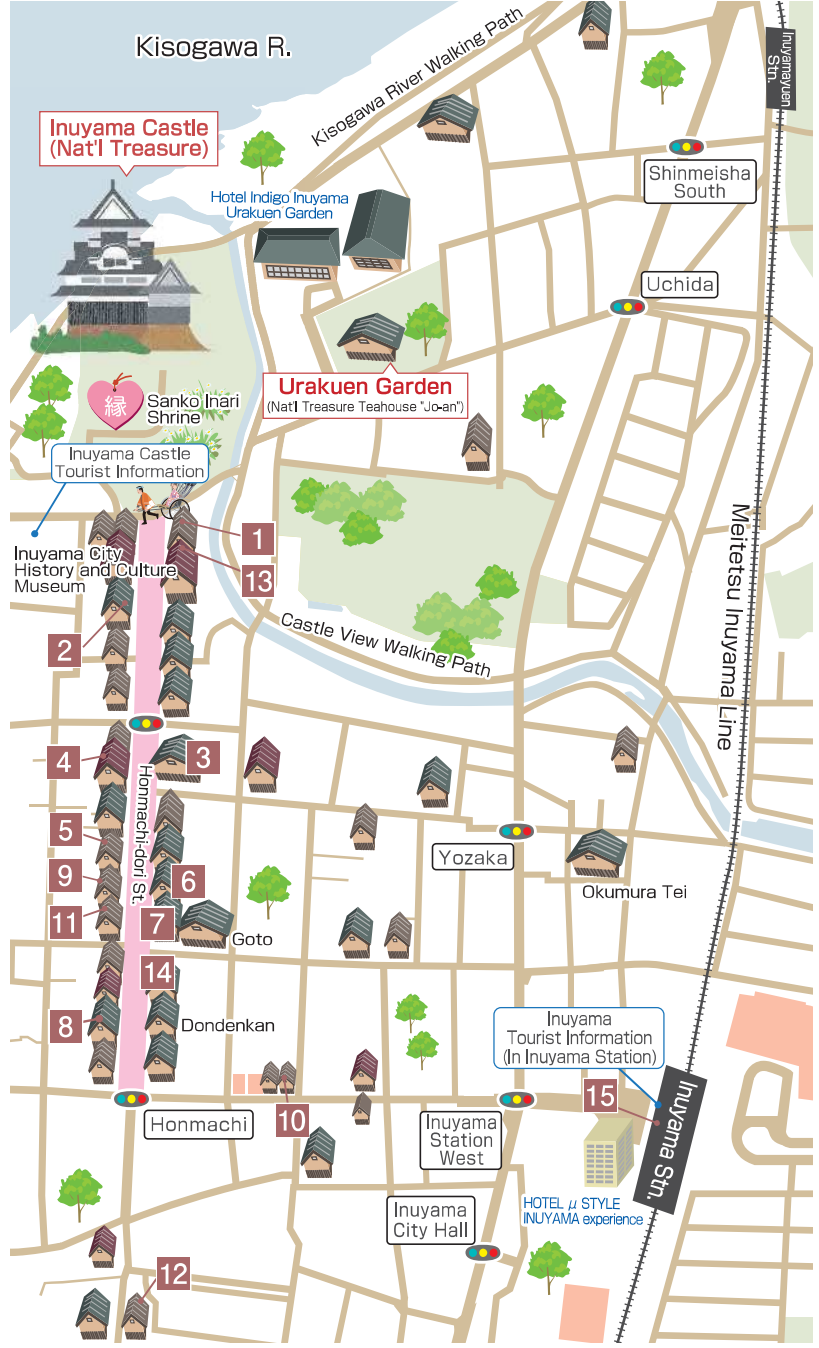 Kisogawa R.
Inuyamayuen
Stn.
Kisogawa River Walking Path
Inuyama Castle
(Nat'l Treasure)
Shinmeisha
South
Hotel Indigo Inuyama
Urakuen Garden
Uchida
Urakuen Garden
(Nat'l Treasure Teahouse "Jo-an")
縁
Sanko Inari
Shrine
Inuyama Castle
Tourist Information
Inuyama City
History and Culture
Museum
1
13
2
Castle View Walking Path
Meitetsu Inuyama Line
4
3
Honmachi-dori St.
5
Yozaka
9
6
Okumura Tei
11
7
Goto
14
8
Dondenkan
Inuyama
Tourist Information
(In Inuyama Station)
15
Inuyama Stn.
Honmachi
10
Inuyama
Station
West
Inuyama
City Hall
HOTEL μ STYLE
INUYAMA experience
12